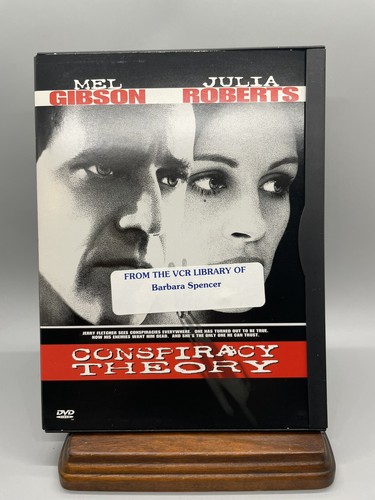 MEL JULIA
GIBSON ROBERTS
FROM THE VCR LIBRARY OF
Barbara Spencer
JERRY FLETCHER SEES CONSPIRACIES EVERYWHERE. ONE HAS TURNED OUT TO BE TRUE.
NOW HIS ENEMIES WANT HIM DEAD. AND SHE'S THE ONLY ONE HE CAN TRUST.
CONSPIRACY
THEORY
DVD